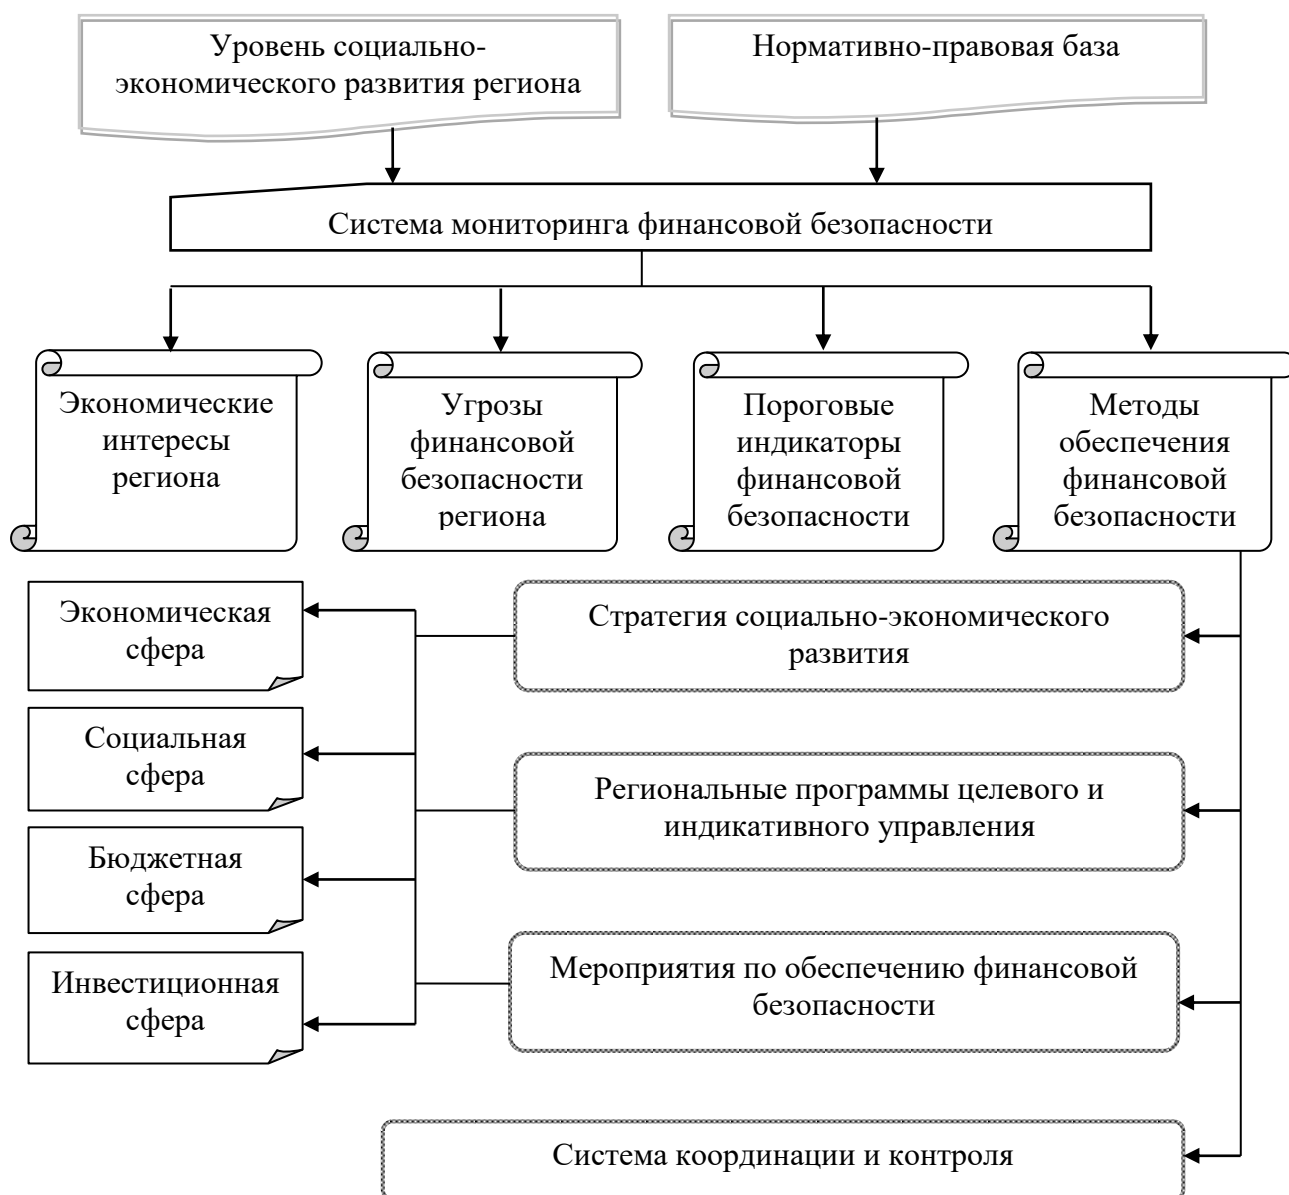 Уровень социально-
экономического развития региона
Нормативно-правовая база
Система мониторинга финансовой безопасности
Экономические
интересы
региона
Угрозы
финансовой
безопасности
региона
Пороговые
индикаторы
финансовой
безопасности
Методы
обеспечения
финансовой
безопасности
Экономическая
сфера
Стратегия социально-экономического
развития
Социальная
сфера
Региональные программы целевого и
индикативного управления
Бюджетная
сфера
Мероприятия по обеспечению финансовой
безопасности
Инвестиционная
сфера
Система координации и контроля